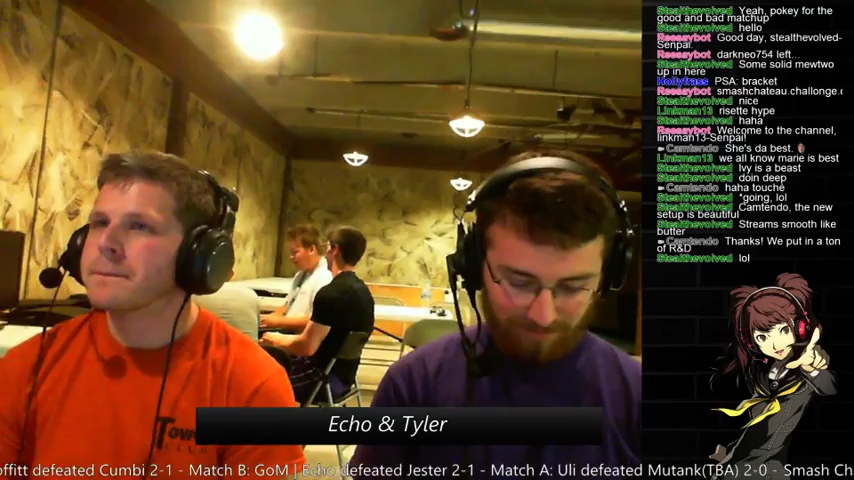 Stealthevolved Yeah, pokey for the
good and bad matchup
Stealthevolved hello
Reesaybot Good day, stealthevolved-
Senpai.
Reesaybot darkneo754 left...
Stealthevolved Some solid mewtwo
up in here
Hollyfrass PSA: bracket
Reesaybot smashchateau.challonge.c
Stealthevolved nice
Linkman13 risette hype
Stealthevolved haha
Reesaybot Welcome to the channel,
linkman13-Senpai!
Camtendo She's da best.
Linkman13 we all know marie is best
Stealthevolved Ivy is a beast
Stealthevolved doin deep
Camtendo haha touché
Stealthevolved *going, lol
Stealthevolved Camtendo, the new
setup is beautiful
Stealthevolved Streams smooth like
butter
Camtendo Thanks! We put in a ton
of R&D
Stealthevolved lol
Echo & Tyler
offitt defeated Cumbi 2-1 - Match B: GoM | Echo defeated Jester 2-1 - Match A: Uli defeated Mutank(TBA) 2-0 - Smash Ch